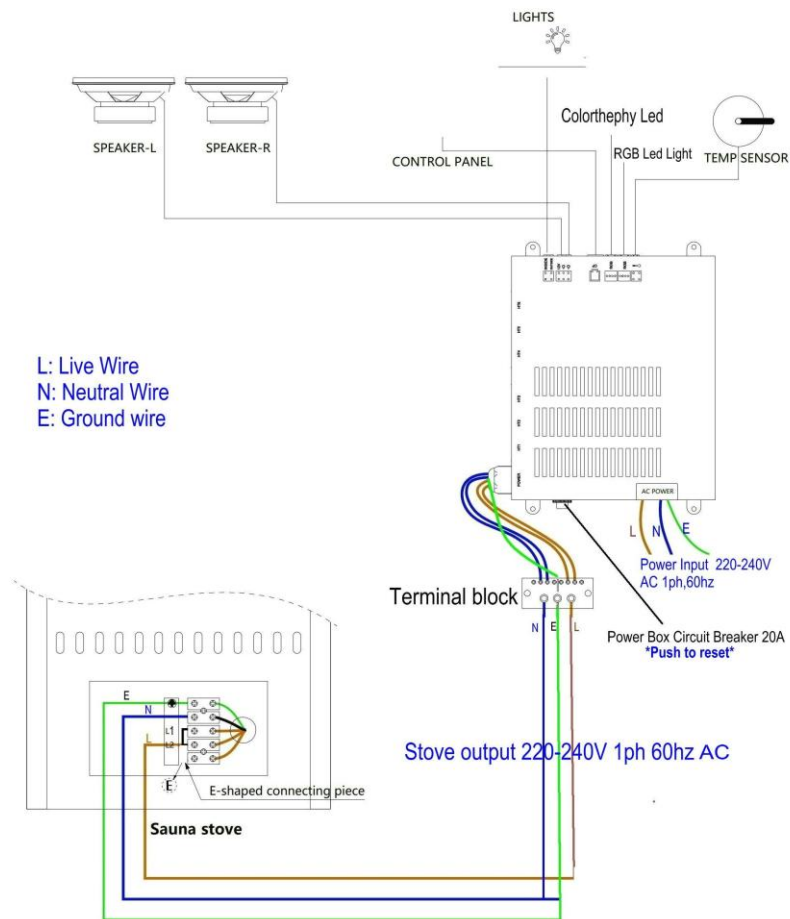 LIGHTS
SPEAKER-L
SPEAKER-R
CONTROL PANEL
Colorthephy Led
RGB Led Light
TEMP SENSOR
L: Live Wire
N: Neutral Wire
E: Ground wire
POWER
AC POWER
L N E
Power Input 220-240V
AC 1ph,60hz
Terminal block
N E L
Power Box Circuit Breaker 20A
*Push to reset*
E
N
L1
L L2
E
E-shaped connecting piece
Sauna stove
Stove output 220-240V 1ph 60hz AC